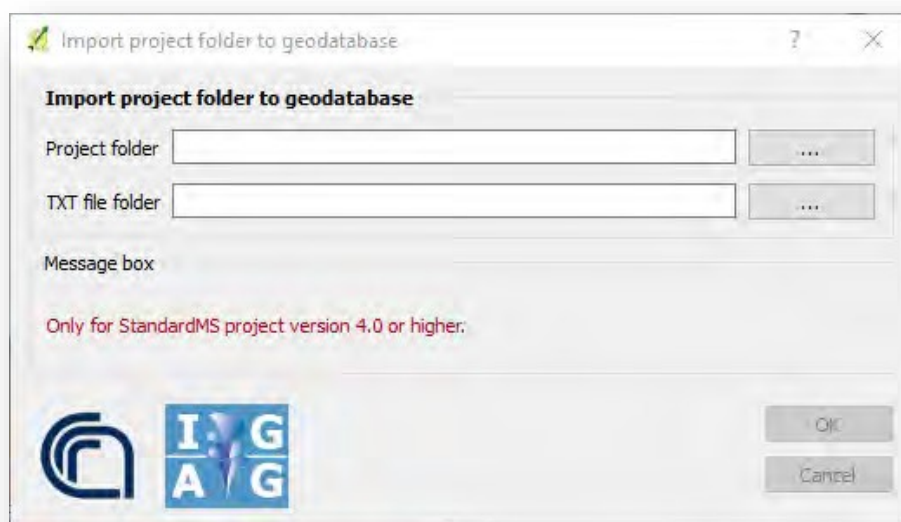 Import project folder to geodatabase ? X
Import project folder to geodatabase
Project folder ...
TXT file folder ...
Message box
Only for StandardMS project version 4.0 or higher.
I G
A G
OK
Cancel